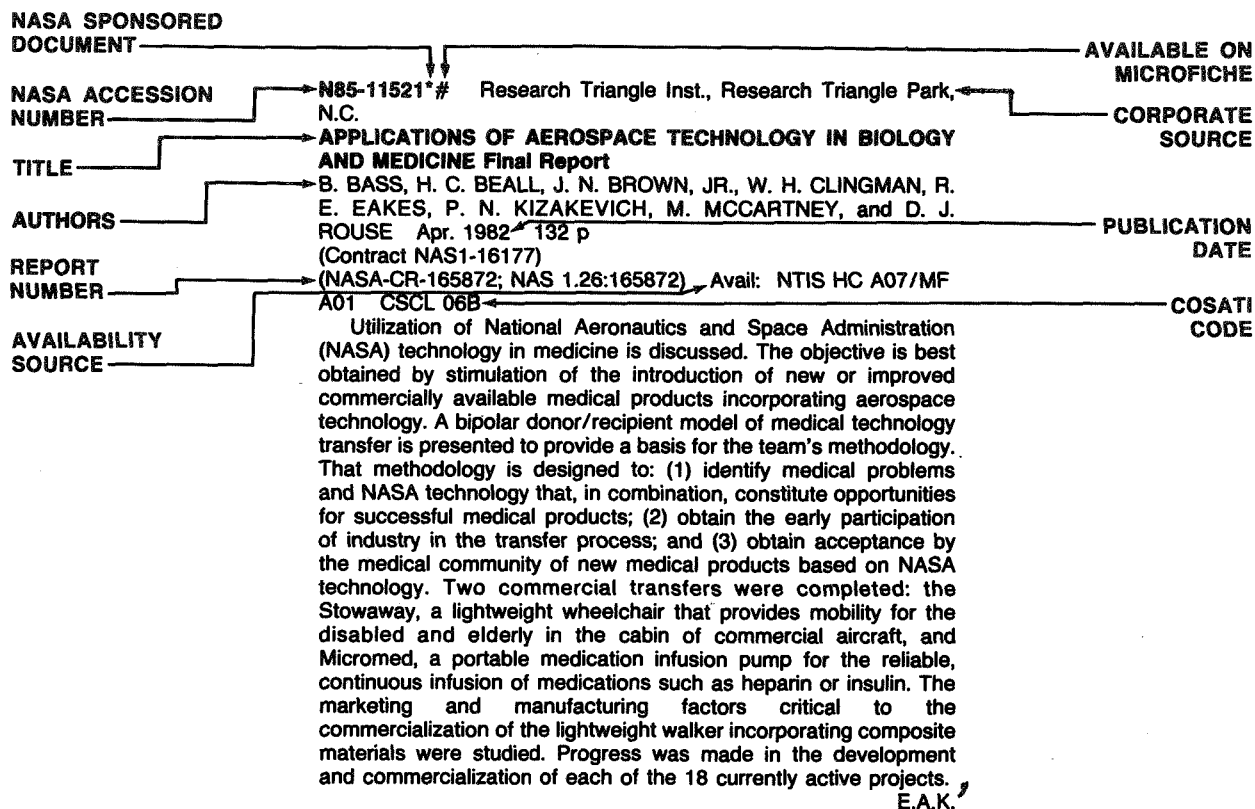 NASA SPONSORED
DOCUMENT
AVAILABLE ON
MICROFICHE
NASA ACCESSION
NUMBER
N85-11521*# Research Triangle Inst., Research Triangle Park,
N.C.
CORPORATE
SOURCE
TITLE
APPLICATIONS OF AEROSPACE TECHNOLOGY IN BIOLOGY
AND MEDICINE Final Report
AUTHORS
B. BASS, H. C. BEALL, J. N. BROWN, JR., W. H. CLINGMAN, R.
E. EAKES, P. N. KIZAKEVICH, M. MCCARTNEY, and D. J.
ROUSE Apr. 1982 132 p
PUBLICATION
DATE
(Contract NAS1-16177)
REPORT
NUMBER
(NASA-CR-165872; NAS 1.26:165872) Avail: NTIS HC A07/MF
A01 CSCL 06B
COSATI
CODE
AVAILABILITY
SOURCE
Utilization of National Aeronautics and Space Administration
(NASA) technology in medicine is discussed. The objective is best
obtained by stimulation of the introduction of new or improved
commercially available medical products incorporating aerospace
technology. A bipolar donor/recipient model of medical technology
transfer is presented to provide a basis for the team's methodology.
That methodology is designed to: (1) identify medical problems
and NASA technology that, in combination, constitute opportunities
for successful medical products; (2) obtain the early participation
of industry in the transfer process; and (3) obtain acceptance by
the medical community of new medical products based on NASA
technology. Two commercial transfers were completed: the
Stowaway, a lightweight wheelchair that provides mobility for the
disabled and elderly in the cabin of commercial aircraft, and
Micromed, a portable medication infusion pump for the reliable,
continuous infusion of medications such as heparin or insulin. The
marketing and manufacturing factors critical to the
commercialization of the lightweight walker incorporating composite
materials were studied. Progress was made in the development
and commercialization of each of the 18 currently active projects.
E.A.K.